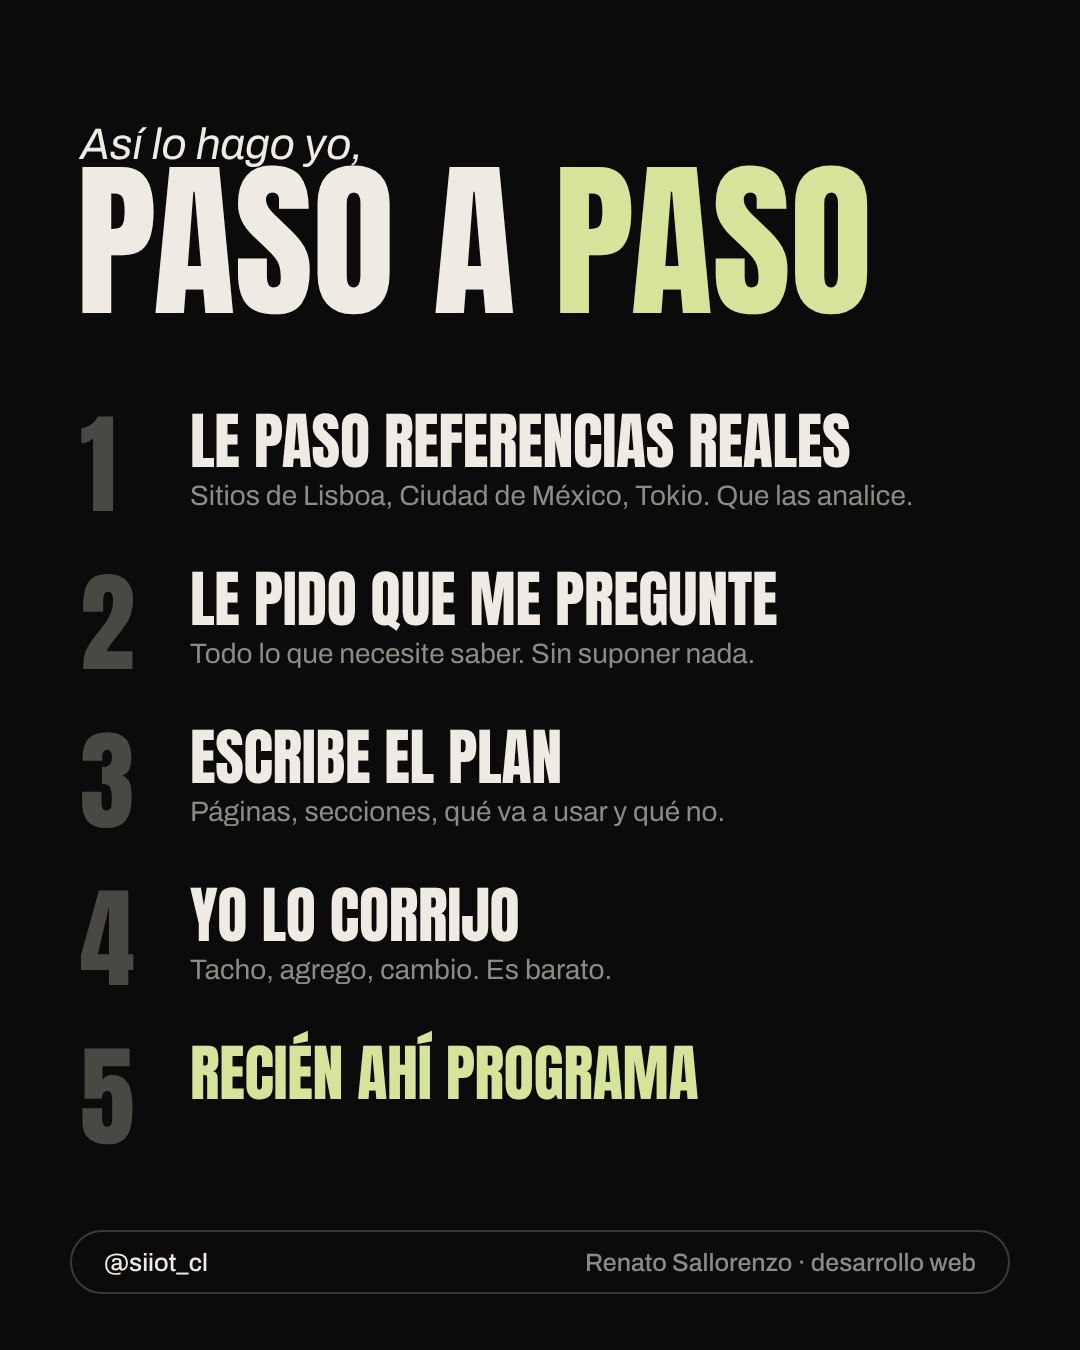 Así lo hago yo,
PASO A PASO
1
LE PASO REFERENCIAS REALES
Sitios de Lisboa, Ciudad de México, Tokio. Que las analice.
2
LE PIDO QUE ME PREGUNTE
Todo lo que necesite saber. Sin suponer nada.
3
ESCRIBE EL PLAN
Páginas, secciones, qué va a usar y qué no.
4
YO LO CORRIJO
Tacho, agrego, cambio. Es barato.
5
RECIÉN AHÍ PROGRAMA
@siiot_cl
Renato Sallorenzo · desarrollo web